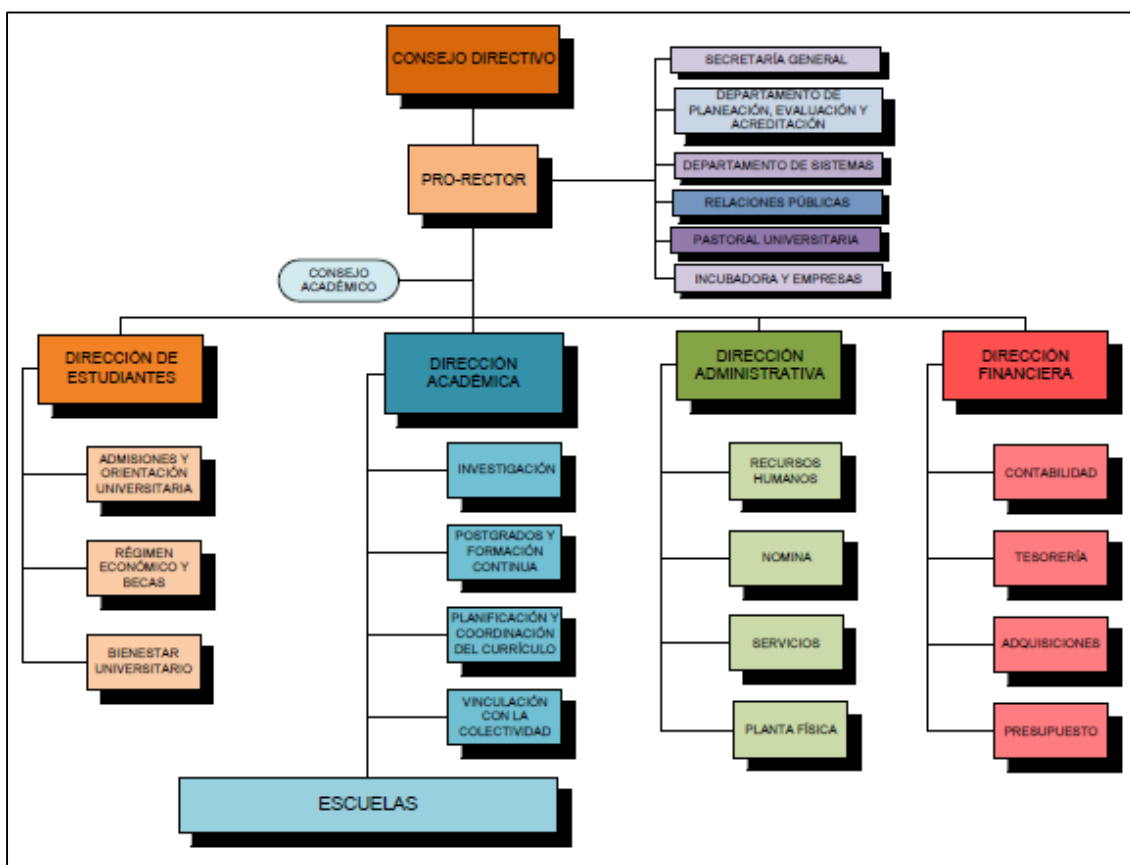 CONSEJO DIRECTIVO
SECRETARÍA GENERAL
DEPARTAMENTO DE
PLANEACIÓN, EVALUACIÓN Y
ACREDITACIÓN
PRO-RECTOR
DEPARTAMENTO DE SISTEMAS
RELACIONES PÚBLICAS
PASTORAL UNIVERSITARIA
INCUBADORA Y EMPRESAS
CONSEJO
ACADÉMICO
DIRECCIÓN DE
ESTUDIANTES
ADMISIONES Y
ORIENTACIÓN
UNIVERSITARIA
RÉGIMEN
ECONÓMICO Y
BECAS
BIENESTAR
UNIVERSITARIO
DIRECCIÓN
ACADÉMICA
INVESTIGACIÓN
POSTGRADOS Y
FORMACIÓN
CONTINUA
PLANIFICACIÓN Y
COORDINACIÓN
DEL CURRÍCULO
VINCULACIÓN
CON LA
COLECTIVIDAD
ESCUELAS
DIRECCIÓN
ADMINISTRATIVA
RECURSOS
HUMANOS
NOMINA
SERVICIOS
PLANTA FÍSICA
DIRECCIÓN
FINANCIERA
CONTABILIDAD
TESORERÍA
ADQUISICIONES
PRESUPUESTO